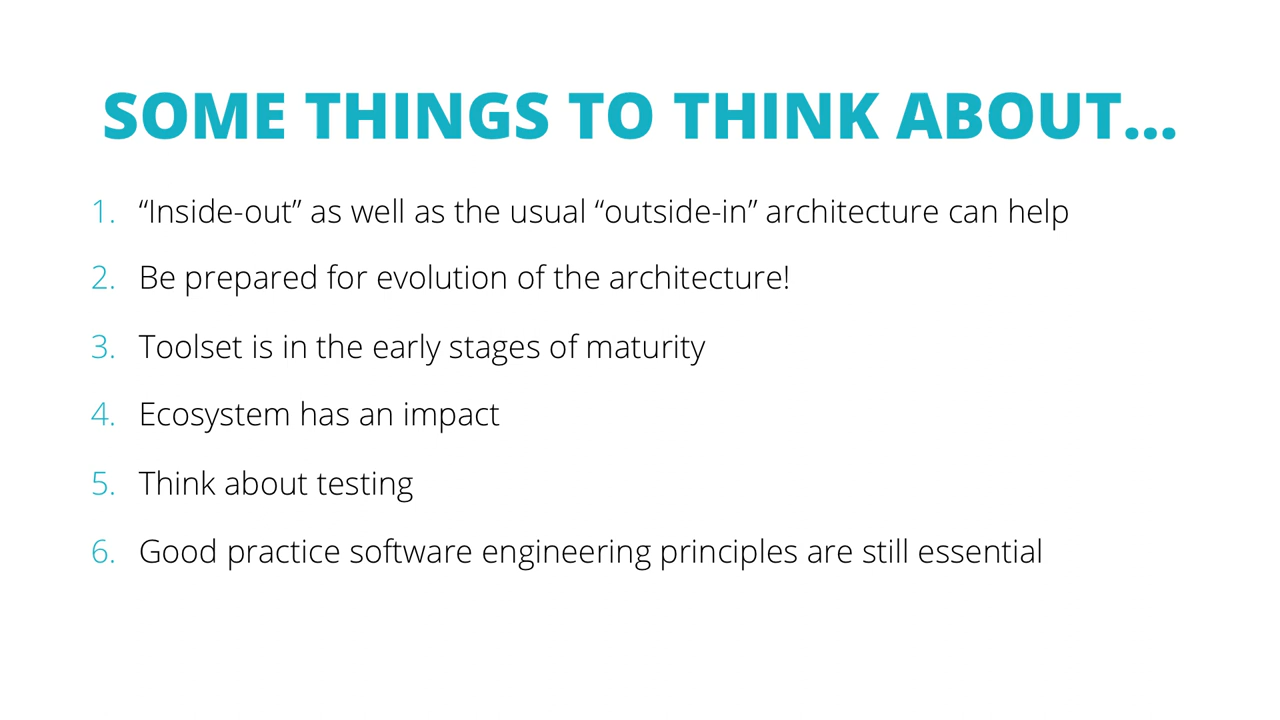 SOME THINGS TO THINK ABOUT...
1. “Inside-out” as well as the usual “outside-in” architecture can help
2. Be prepared for evolution of the architecture!
3. Toolset is in the early stages of maturity
4. Ecosystem has an impact
5. Think about testing
6. Good practice software engineering principles are still essential